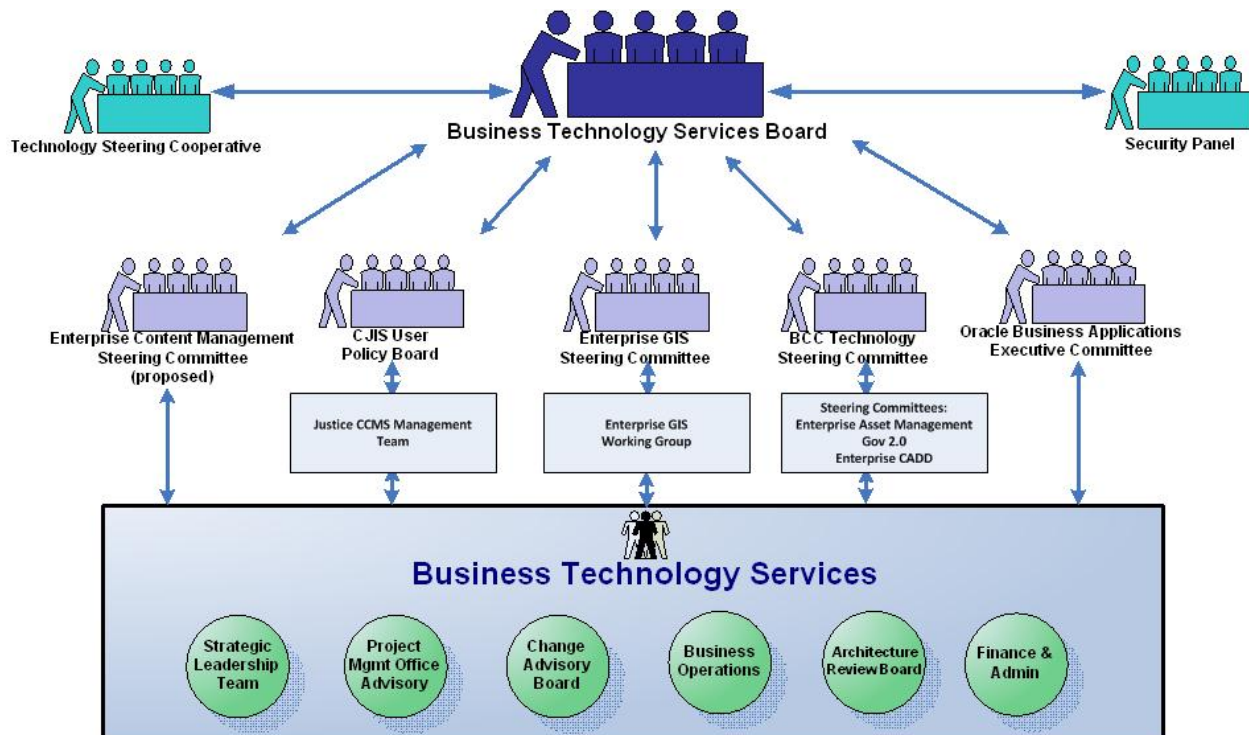 Business Technology Services Board
Technology Steering Cooperative
Security Panel
Enterprise Content Management
Steering Committee
(proposed)
CJIS User
Policy Board
Enterprise GIS
Steering Committee
BCC Technology
Steering Committee
Oracle Business Applications
Executive Committee
Justice CCMS Management
Team
Enterprise GIS
Working Group
Steering Committees:
Enterprise Asset Management
Gov 2.0
Enterprise CADD
Business Technology Services
Strategic
Leadership
Team
Project
Mgmt Office
Advisory
Change
Advisory
Board
Business
Operations
Architecture
Review Board
Finance &
Admin